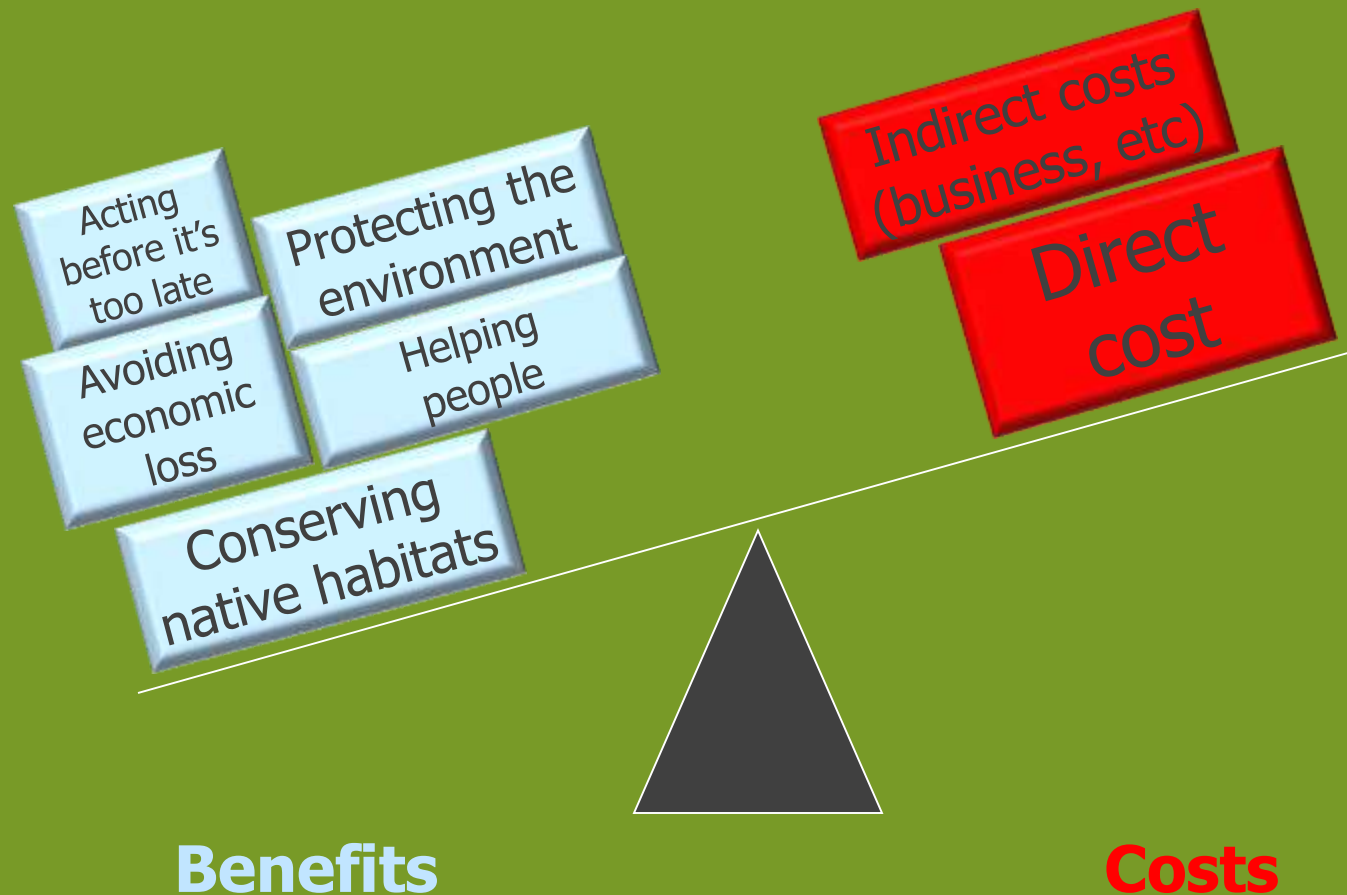 Acting
before it’s
too late
Protecting the
environment
Avoiding
economic
loss
Helping
people
Conserving
native habitats
Indirect costs
(business, etc)
Direct
cost
Benefits
Costs